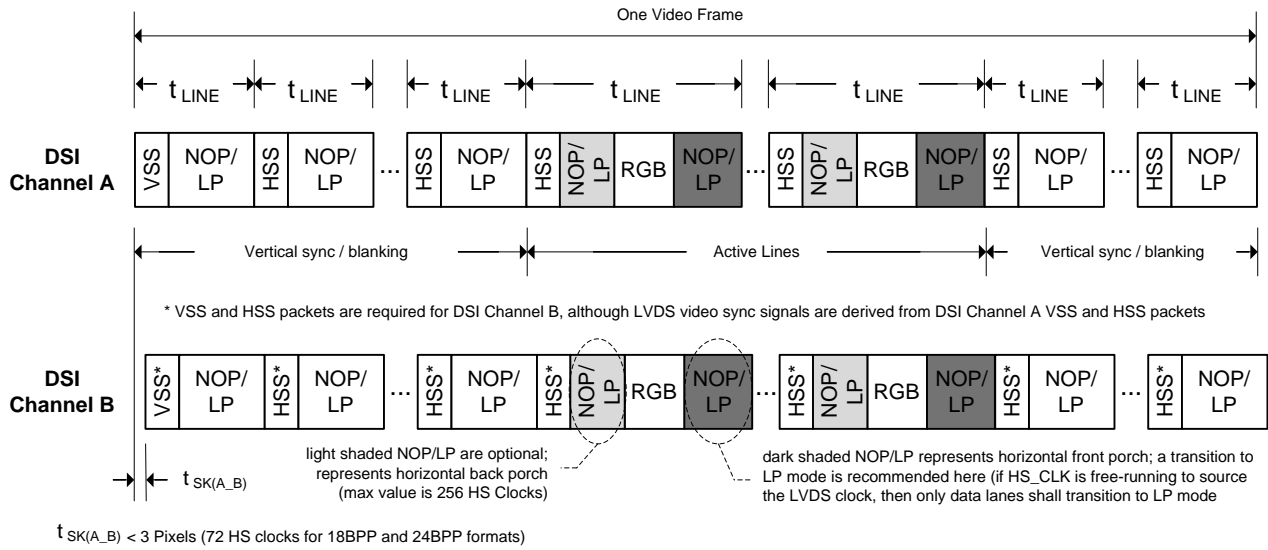 One Video Frame
t LINE t LINE t LINE t LINE t LINE t LINE t LINE
DSI
Channel A
VSS NOP/
LP HSS NOP/
LP ... HSS NOP/
LP HSS NOP/
LP RGB NOP/
LP ... HSS NOP/
LP RGB NOP/
LP HSS NOP/
LP ... HSS NOP/
LP
Vertical sync / blanking Active Lines Vertical sync / blanking
* VSS and HSS packets are required for DSI Channel B, although LVDS video sync signals are derived from DSI Channel A VSS and HSS packets
DSI
Channel B
VSS* NOP/
LP HSS* NOP/
LP ... HSS* NOP/
LP HSS* NOP/
LP RGB NOP/
LP ... HSS* NOP/
LP RGB NOP/
LP HSS* NOP/
LP ... HSS* NOP/
LP
t SK(A_B)
light shaded NOP/LP are optional;
represents horizontal back porch
(max value is 256 HS Clocks)
dark shaded NOP/LP represents horizontal front porch; a transition to
LP mode is recommended here (if HS_CLK is free-running to source
the LVDS clock, then only data lanes shall transition to LP mode
t SK(A_B) < 3 Pixels (72 HS clocks for 18BPP and 24BPP formats)